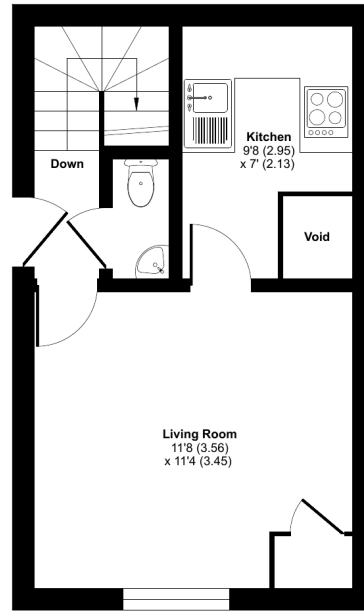 Kitchen
9'8 (2.95)
x 7' (2.13)
Down
Void
Living Room
11'8 (3.56)
x 11'4 (3.45)